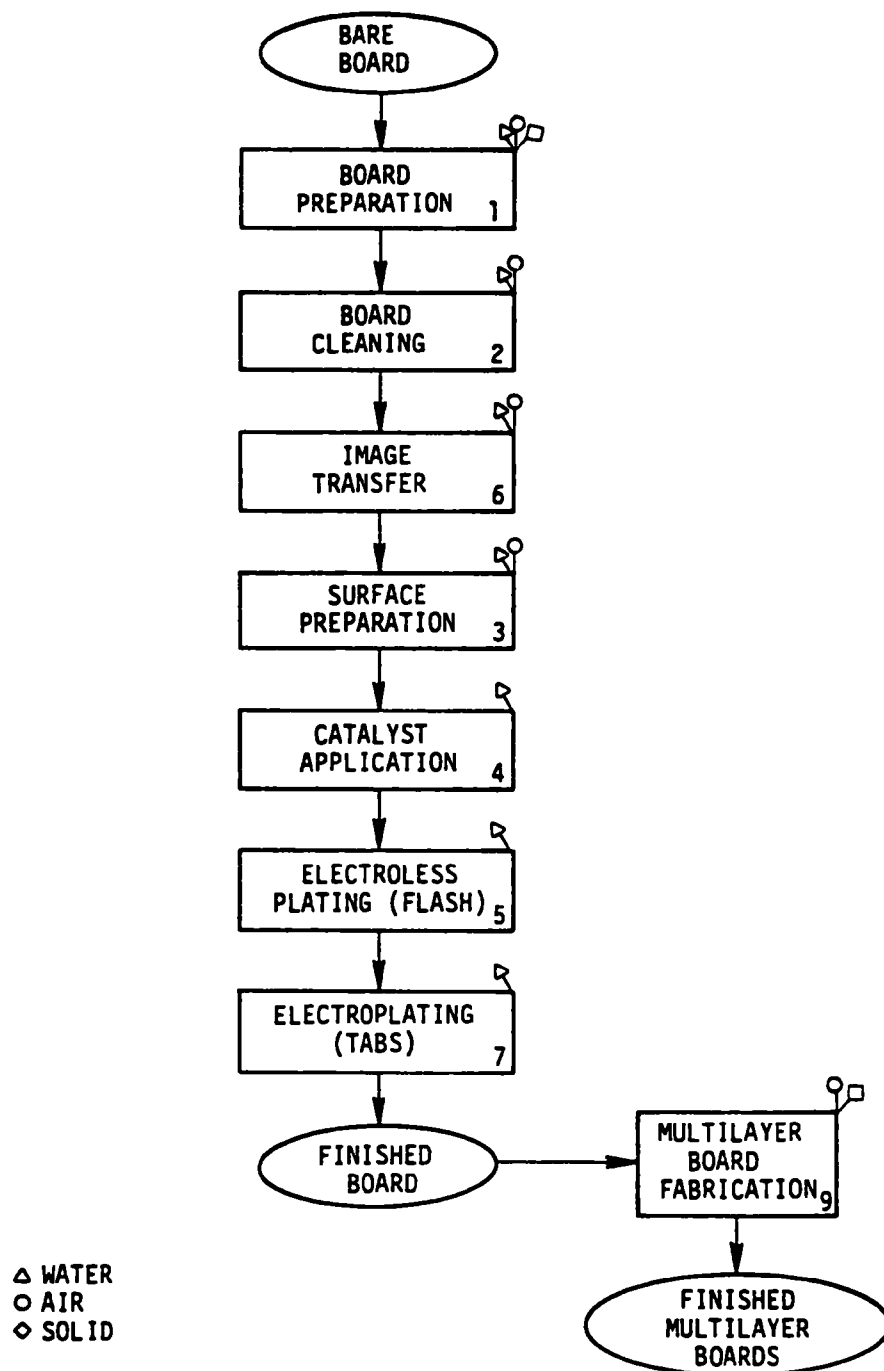 BARE
BOARD
BOARD
PREPARATION
1
BOARD
CLEANING
2
IMAGE
TRANSFER
6
SURFACE
PREPARATION
3
CATALYST
APPLICATION
4
ELECTROLESS
PLATING (FLASH)
5
ELECTROPLATING
(TABS)
7
FINISHED
BOARD
MULTILAYER
BOARD
FABRICATION
9
FINISHED
MULTILAYER
BOARDS
WATER
AIR
SOLID